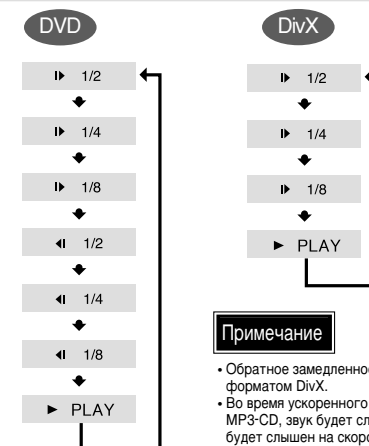 DVD
I▶ 1/2
I▶ 1/4
I▶ 1/8
◀I 1/2
◀I 1/4
◀I 1/8
► PLAY
DivX
I▶ 1/2
I▶ 1/4
I▶ 1/8
► PLAY
Примечание
• Обратное замедленно
форматом DivX.
• Во время ускоренного
MP3-CD, звук будет сл
будет слышен на скоро